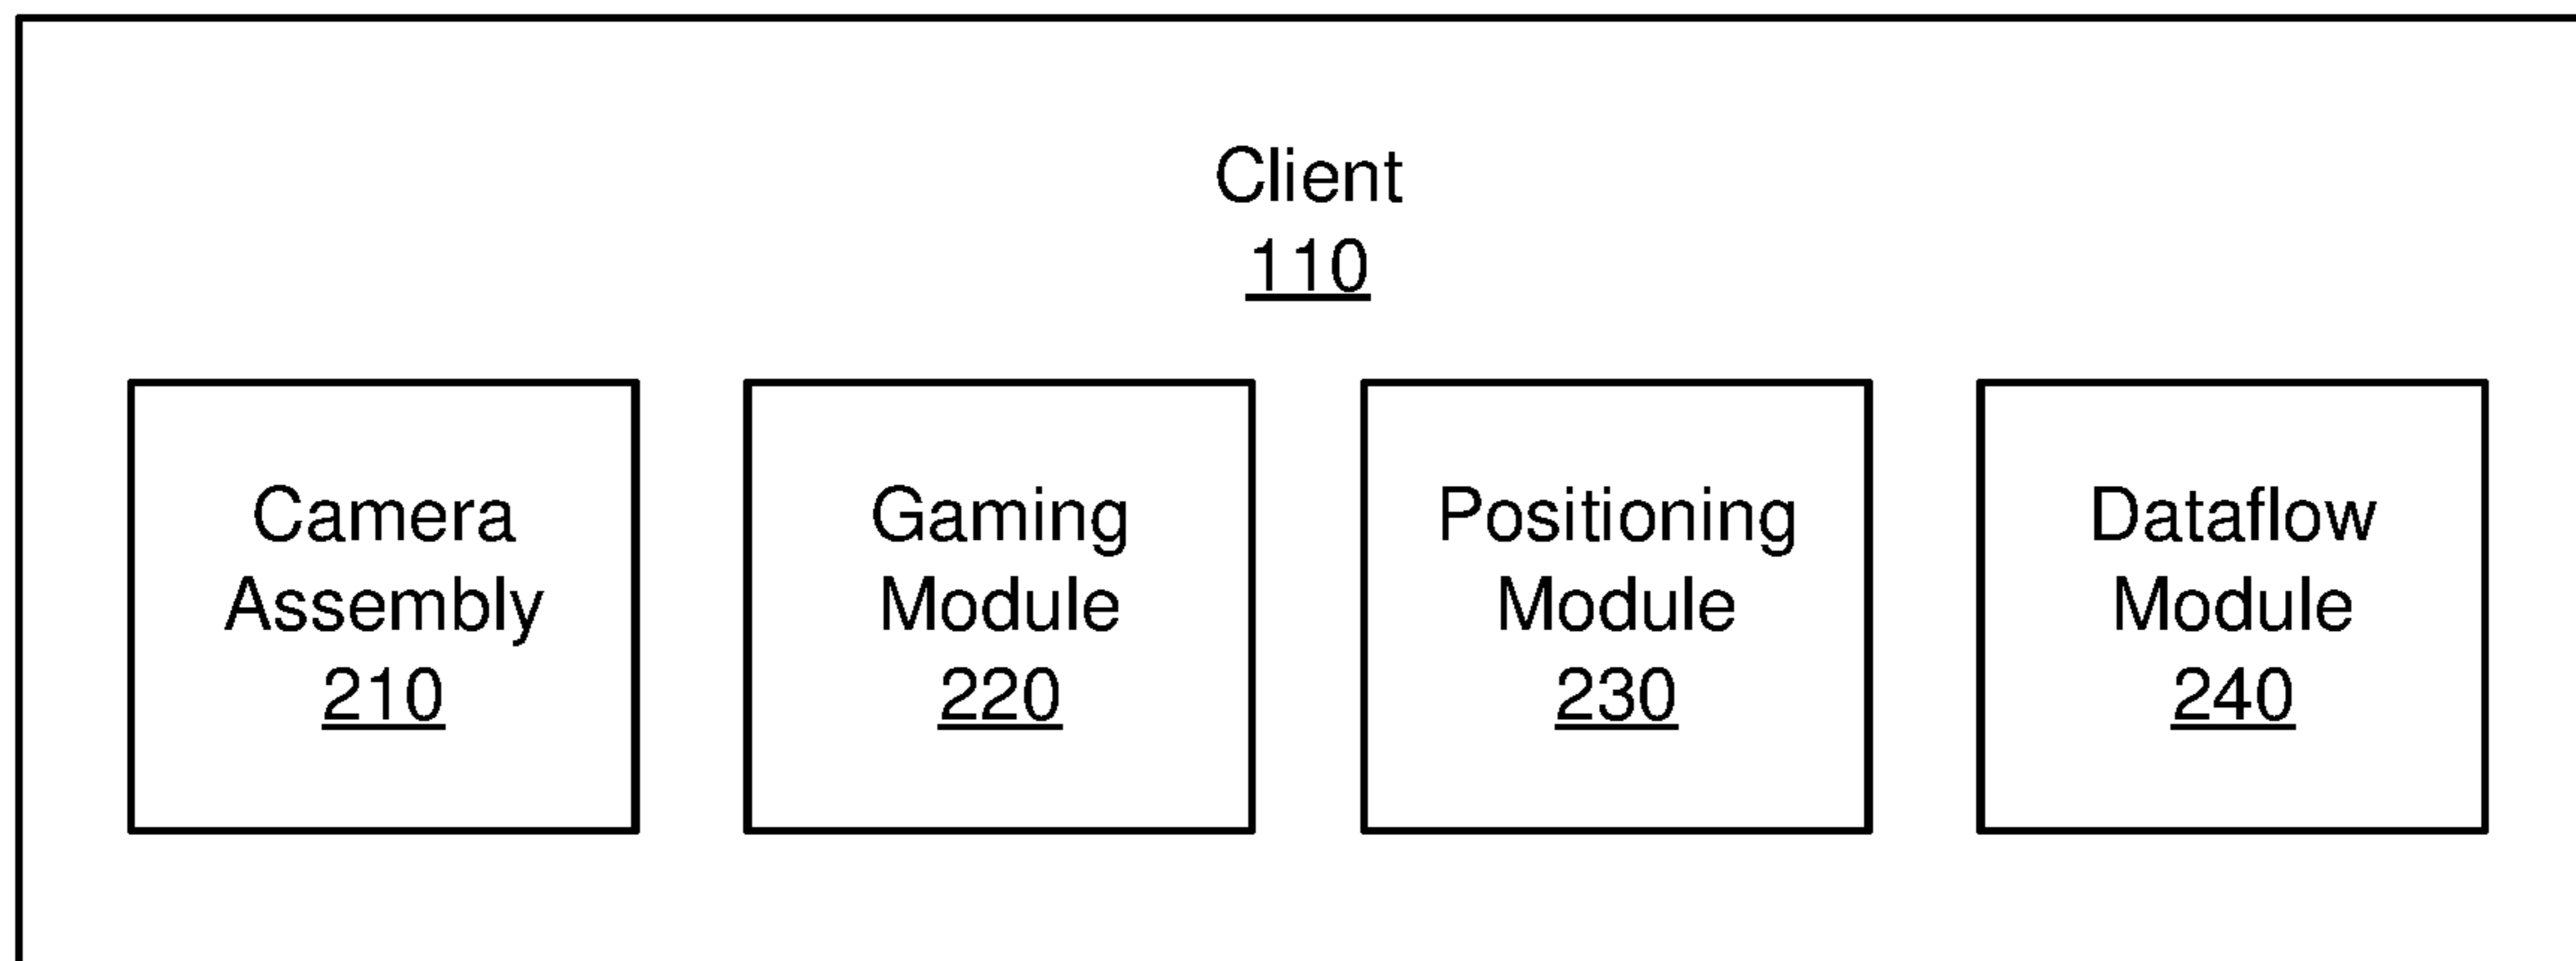 Client
110
Camera
Assembly
210
Gaming
Module
220
Positioning
Module
230
Dataflow
Module
240